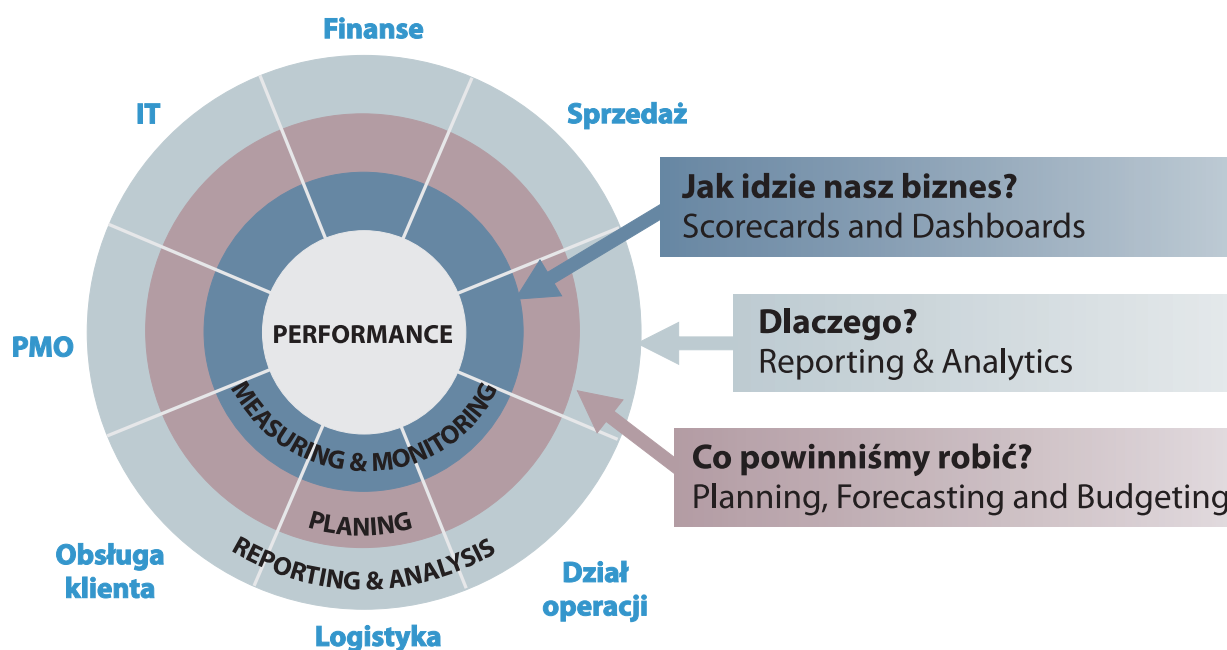 Finanse
IT
Sprzedaż
Jak idzie nasz biznes?
Scorecards and Dashboards
PERFORMANCE
Dlaczego?
Reporting & Analytics
PMO
MEASURING & MONITORING
Co powinniśmy robić?
Planning, Forecasting and Budgeting
PLANING
REPORTING & ANALYSIS
Obsługa
klienta
Dział
operacji
Logistyka